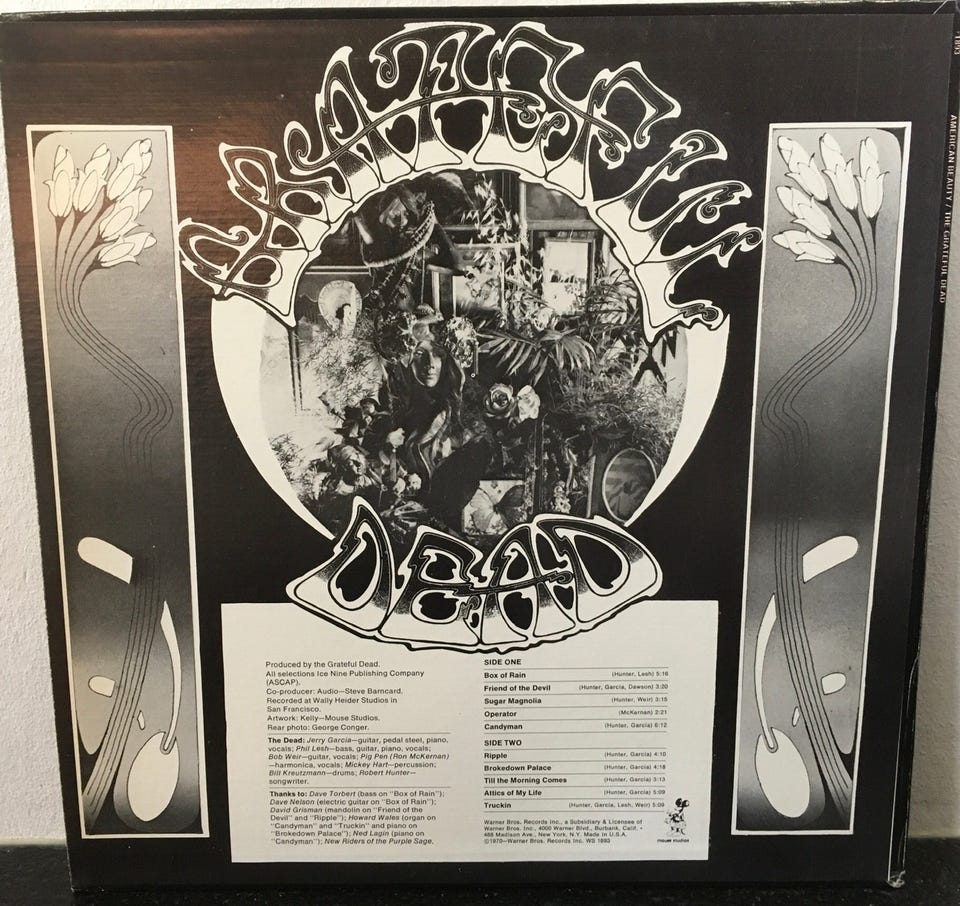 GRATEFUL
DEAD
Produced by the Grateful Dead.
All selections Ice Nine Publishing Company
(ASCAP).
Co-producer: Audio—Steve Barncard.
Recorded at Wally Heider Studios in
San Francisco.
Artwork: Kelly—Mouse Studios.
Rear photo: George Conger.
The Dead: Jerry Garcia—guitar, pedal steel, piano,
vocals; Phil Lesh—bass, guitar, piano, vocals;
Bob Weir—guitar, vocals; Pig Pen (Ron McKernan)
—harmonica, vocals; Mickey Hart—percussion;
Bill Kreutzmann—drums; Robert Hunter—
songwriter.
Thanks to: Dave Torbert (bass on "Box of Rain");
Dave Nelson (electric guitar on "Box of Rain");
David Grisman (mandolin on "Friend of the
Devil" and "Ripple"); Howard Wales (organ on
"Candyman" and "Truckin" and piano on
"Brokedown Palace"); Ned Lagin (piano on
"Candyman"); New Riders of the Purple Sage.
SIDE ONE
Box of Rain (Hunter, Lesh) 5:16
Friend of the Devil (Hunter, Garcia, Dawson) 3:20
Sugar Magnolia (Hunter, Weir) 3:15
Operator (McKernan) 2:21
Candyman (Hunter, Garcia) 6:12
SIDE TWO
Ripple (Hunter, Garcia) 4:10
Brokedown Palace (Hunter, Garcia) 4:18
Till the Morning Comes (Hunter, Garcia) 3:13
Attics of My Life (Hunter, Garcia) 5:09
Truckin (Hunter, Garcia, Lesh, Weir) 5:09
Warner Bros. Records Inc., a Subsidiary & Licensee of
Warner Bros. Inc., 4000 Warner Blvd., Burbank, Calif. •
488 Madison Ave., New York, N.Y. Made in U.S.A.
©1970—Warner Bros. Records Inc. WS 1893
mouse studios
1893
AMERICAN BEAUTY / THE GRATEFUL DEAD